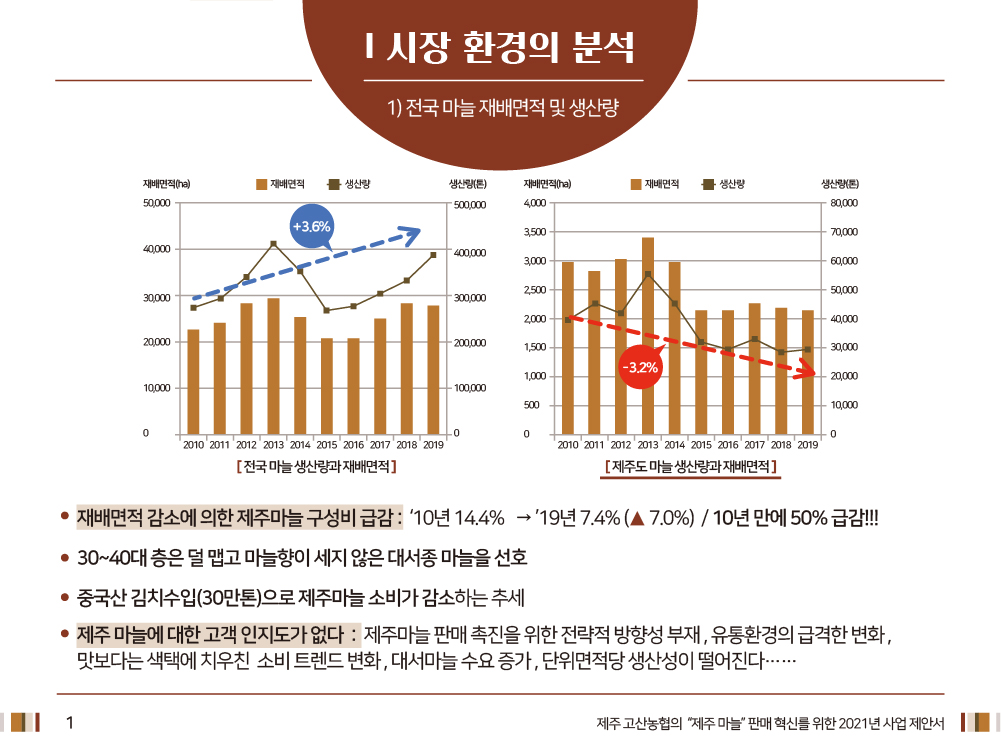 I 시장 환경의 분석
1) 전국 마늘 재배면적 및 생산량
재배면적(ha) 재배면적 생산량 생산량(톤)
50,000
40,000
30,000
20,000
10,000
0
500,000
400,000
300,000
200,000
100,000
0
+3.6%
2010 2011 2012 2013 2014 2015 2016 2017 2018 2019
[ 전국 마늘 생산량과 재배면적 ]
재배면적(ha) 재배면적 생산량 생산량(톤)
4,000
3,500
3,000
2,500
2,000
1,500
1,000
500
0
80,000
70,000
60,000
50,000
40,000
30,000
20,000
10,000
0
-3.2%
2010 2011 2012 2013 2014 2015 2016 2017 2018 2019
[ 제주도 마늘 생산량과 재배면적 ]
• 재배면적 감소에 의한 제주마늘 구성비 급감 : ‘10년 14.4% → ’19년 7.4% (▲ 7.0%) / 10년 만에 50% 급감!!!
• 30~40대 층은 덜 맵고 마늘향이 세지 않은 대서종 마늘을 선호
• 중국산 김치수입(30만톤)으로 제주마늘 소비가 감소하는 추세
• 제주 마늘에 대한 고객 인지도가 없다 : 제주마늘 판매 촉진을 위한 전략적 방향성 부재 , 유통환경의 급격한 변화 ,
맛보다는 색택에 치우친 소비 트렌드 변화 , 대서마늘 수요 증가 , 단위면적당 생산성이 떨어진다……
1
제주 고산농협의 “제주 마늘” 판매 혁신를 위한 2021년 사업 제안서